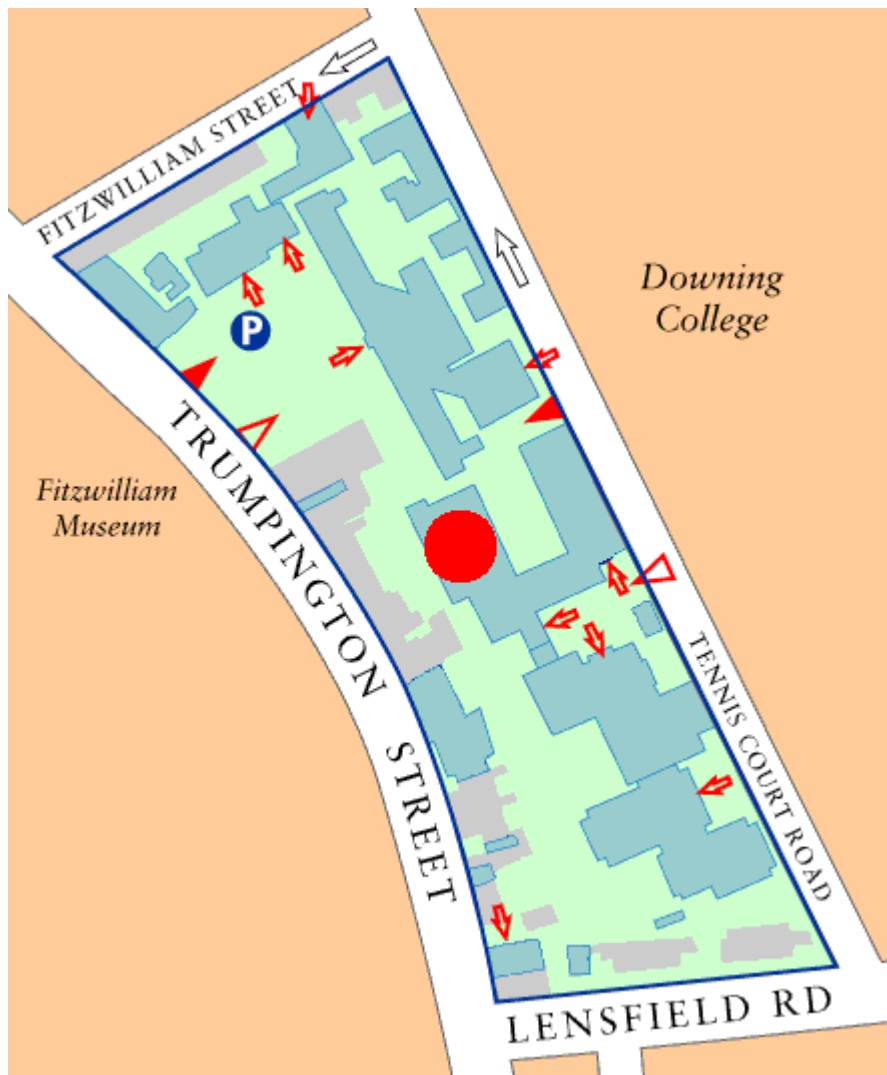 FITZWILLIAM STREET
P
Downing
College
Fitzwilliam
Museum
TRUMPINGTON STREET
TENNIS COURT ROAD
LENSFIELD RD